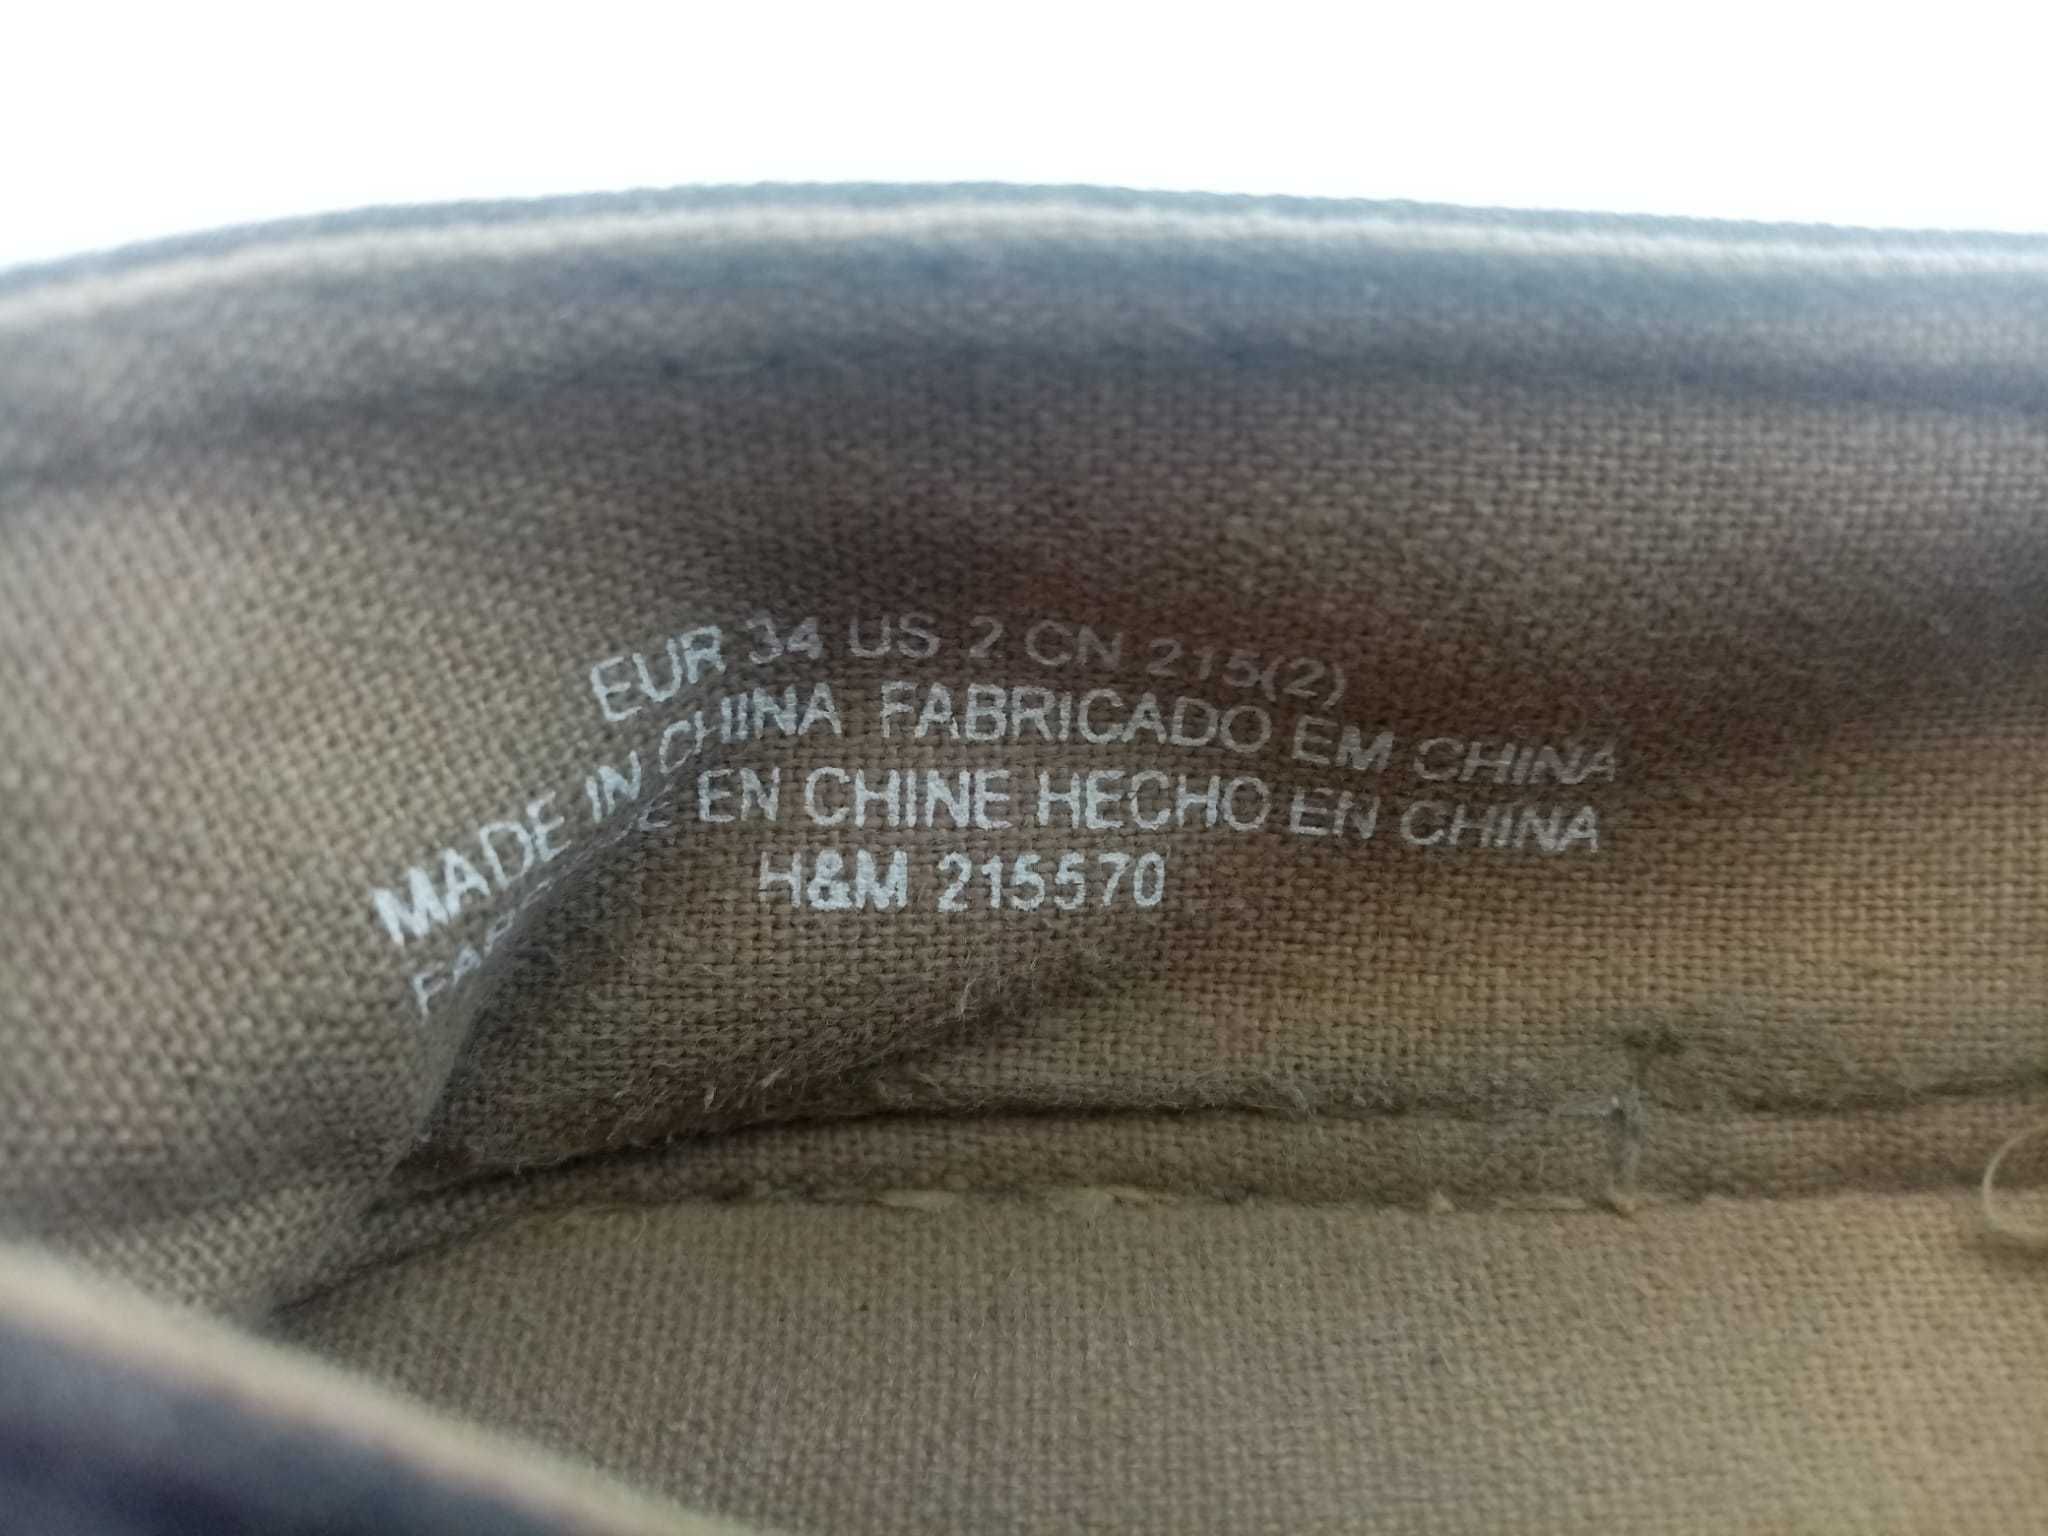 EUR 34 US 2 CN 215(2)
MADE IN CHINA FABRICADO EM CHINA
EN CHINE HECHO EN CHINA
H&M 215570